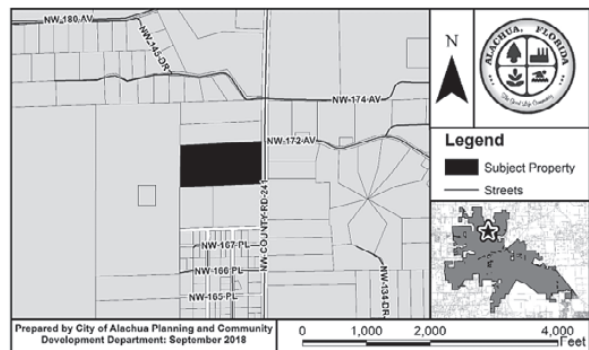 NW-180 AV
NW-145-DR
NW-174-AV
NW-172-AV
NW-COUNTY-RD-241
NW-167-PL
NW-166-PL
NW-165-PL
NW-134-DR
Prepared by City of Alachua Planning and Community
Development Department: September 2018
N
ALACHUA, FLORIDA
The Good Life Community
Legend
Subject Property
Streets
0 1,000 2,000 4,000
Feet